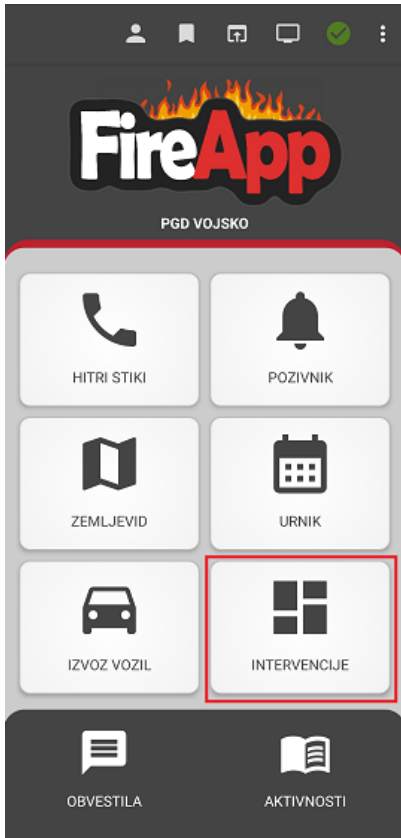 FireApp
PGD VOJSKO
HITRI STIKI
POZIVNIK
ZEMLJEVID
URNIK
IZVOZ VOZIL
INTERVENCIJE
OBVESTILA
AKTIVNOSTI